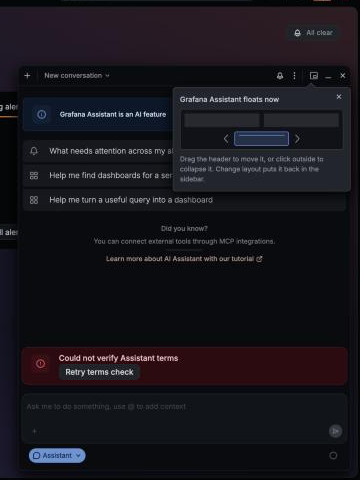 All clear
New conversation
Grafana Assistant floats now
Drag the header to move it, or click outside to
collapse it. Change layout puts it back in the
sidebar.
Grafana Assistant is an AI feature
What needs attention across my
Help me find dashboards for a
Help me turn a useful query into a dashboard
Did you know?
You can connect external tools through MCP integrations.
Learn more about AI Assistant with our tutorial
Could not verify Assistant terms
Retry terms check
Ask me to do something, use @ to add context
Assistant